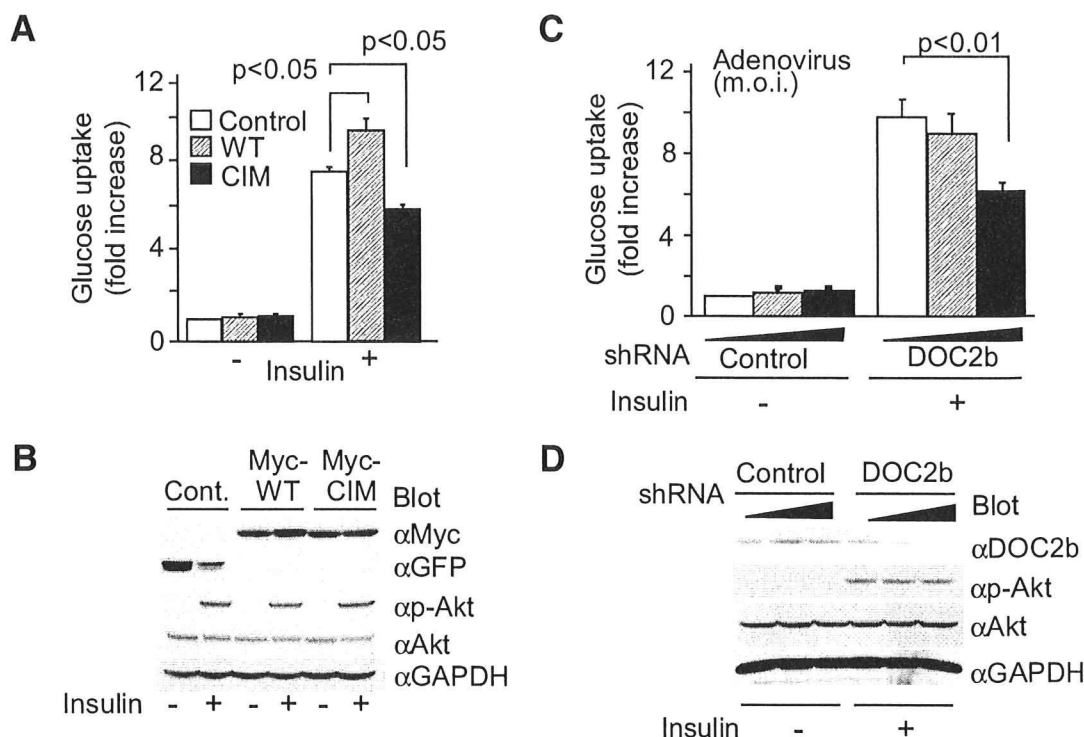 A
p<0.05
p<0.05
12
8
4
0
Glucose uptake
(fold increase)
Control
WT
CIM
- Insulin +
B
Cont.
Myc-
WT
Myc-
CIM
Blot
αMyc
αGFP
αp-Akt
αAkt
αGAPDH
Insulin - + - + - +
C
Adenovirus
(m.o.i.)
p<0.01
12
8
4
0
Glucose uptake
(fold increase)
shRNA Control DOC2b
Insulin - +
D
shRNA Control DOC2b
Blot
αDOC2b
αp-Akt
αAkt
αGAPDH
Insulin - +